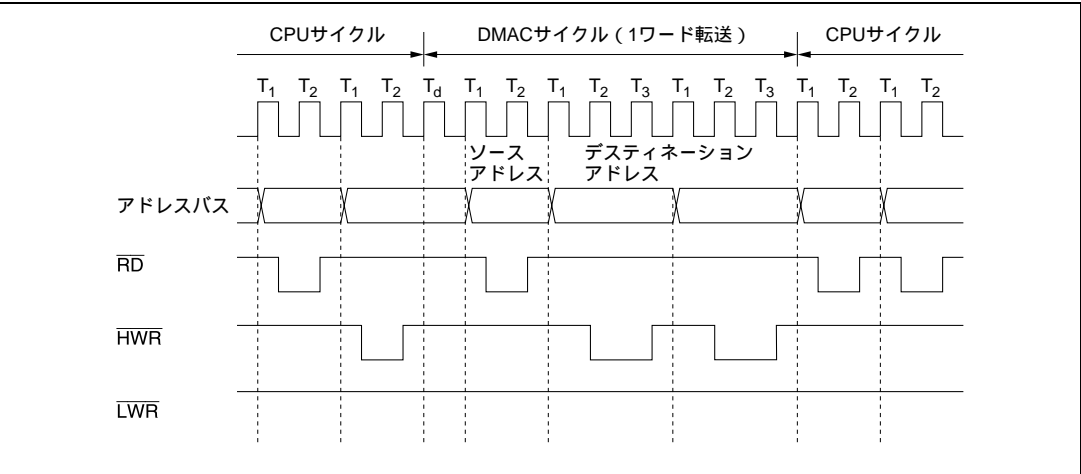 CPUサイクル DMACサイクル（1ワード転送） CPUサイクル
T1 T2 T1 T2 Td T1 T2 T1 T2 T3 T1 T2 T3 T1 T2 T1 T2
ソース デスティネーション
アドレス アドレス
アドレスバス
RD
HWR
LWR